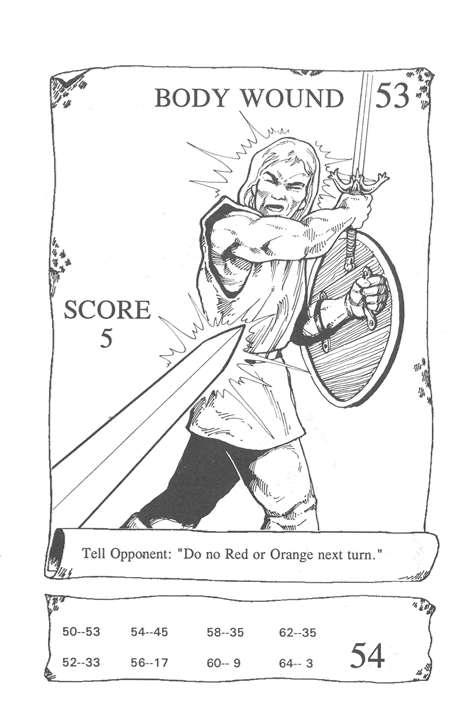 BODY WOUND 53
SCORE
5
Tell Opponent: "Do no Red or Orange next turn."
50--53 54--45 58--35 62--35
52--33 56--17 60-- 9 64-- 3
54